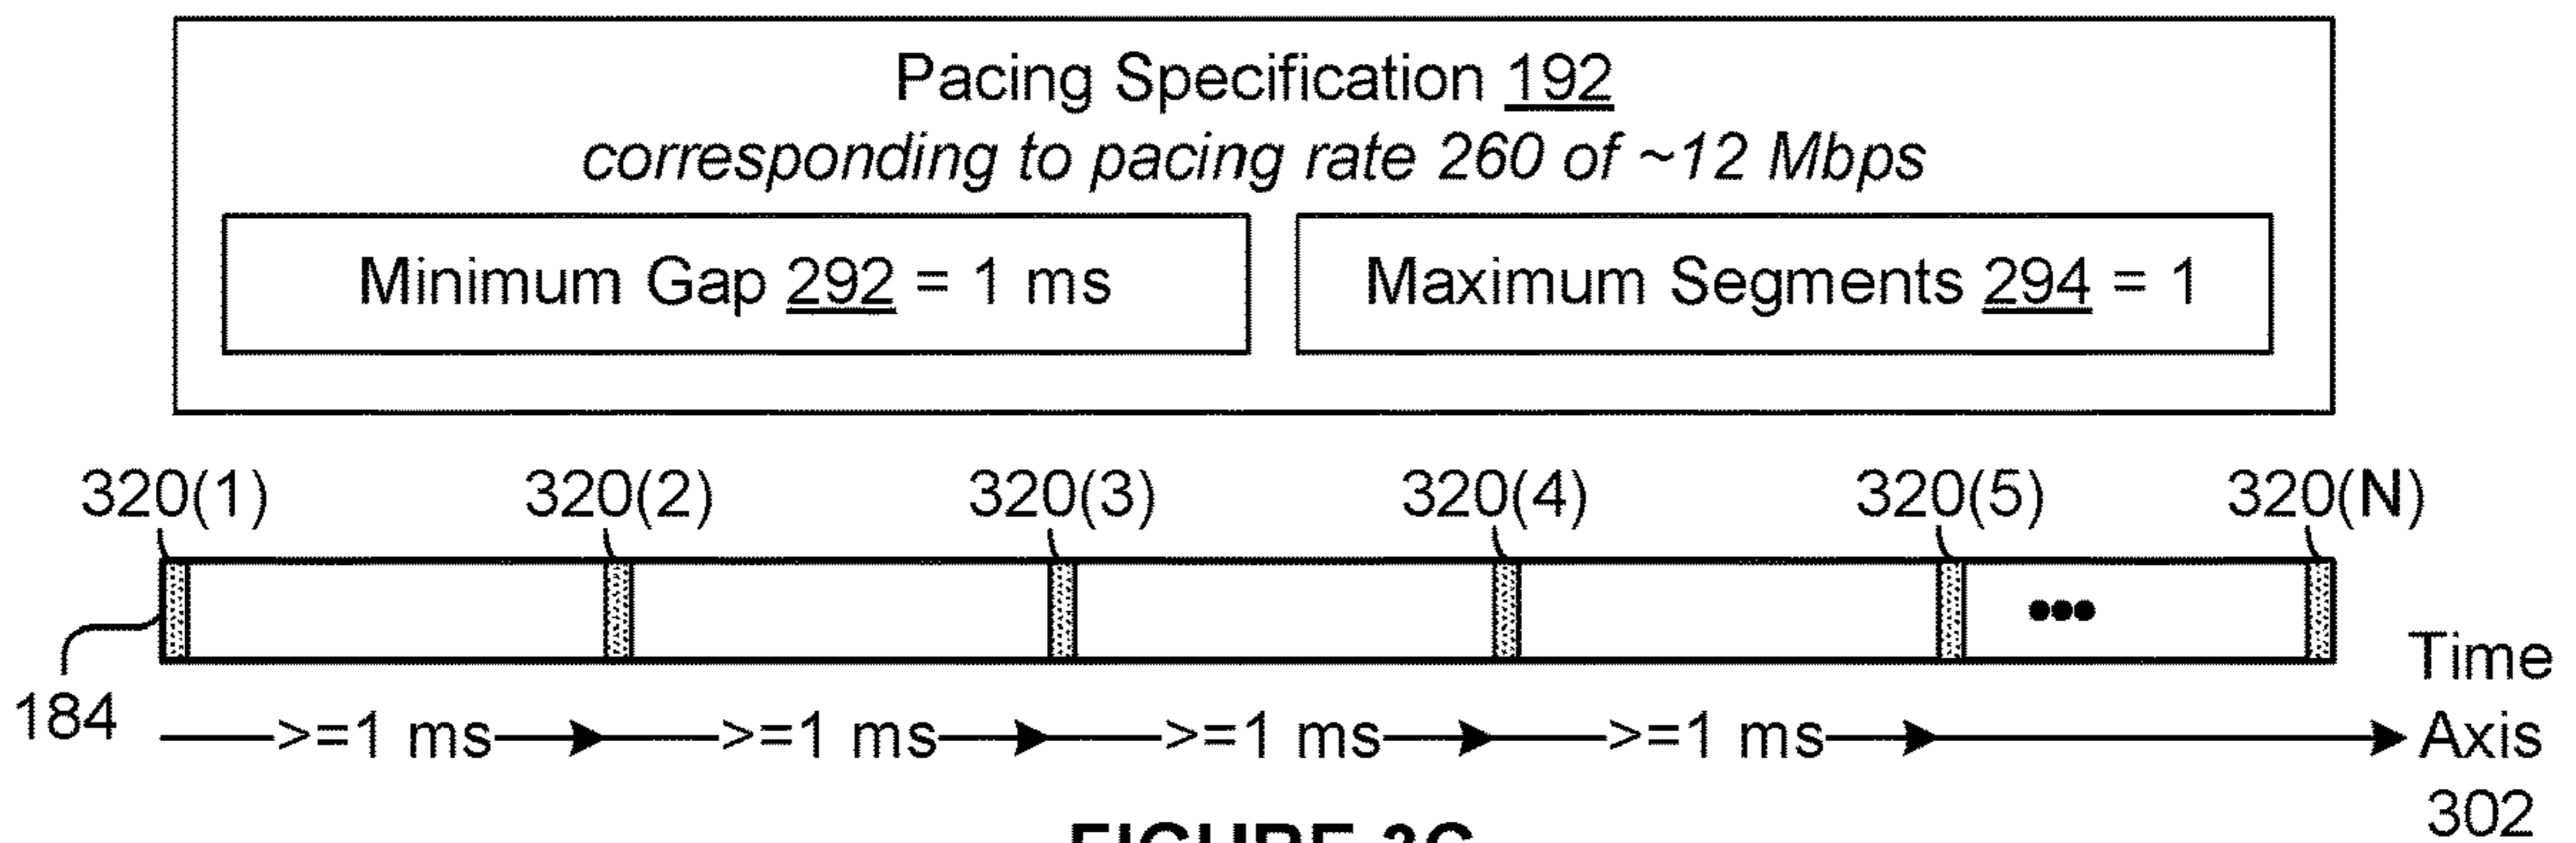 Pacing Specification 192
corresponding to pacing rate 260 of ~12 Mbps
Minimum Gap 292 = 1 ms
Maximum Segments 294 = 1
320(1) 320(2) 320(3) 320(4) 320(5) 320(N)
184
>=1 ms >=1 ms >=1 ms >=1 ms
Time
Axis
302